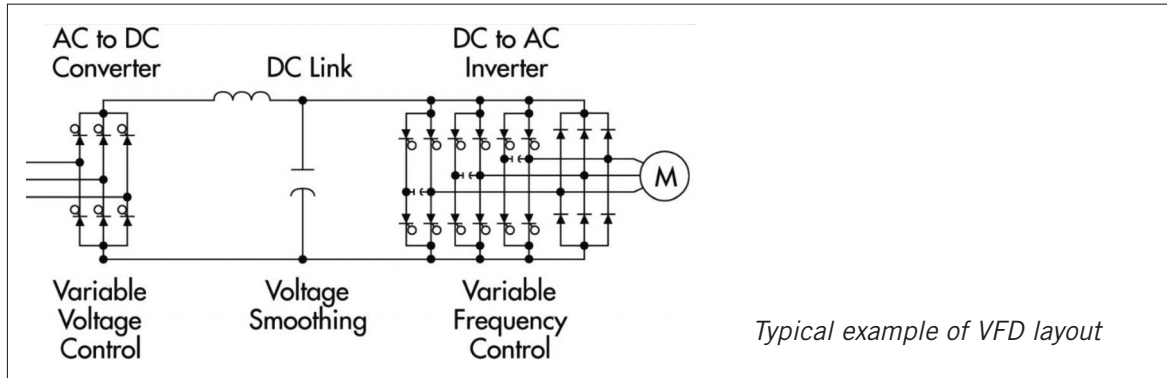 AC to DC
Converter
DC Link
DC to AC
Inverter
M
Variable
Voltage
Control
Voltage
Smoothing
Variable
Frequency
Control
Typical example of VFD layout